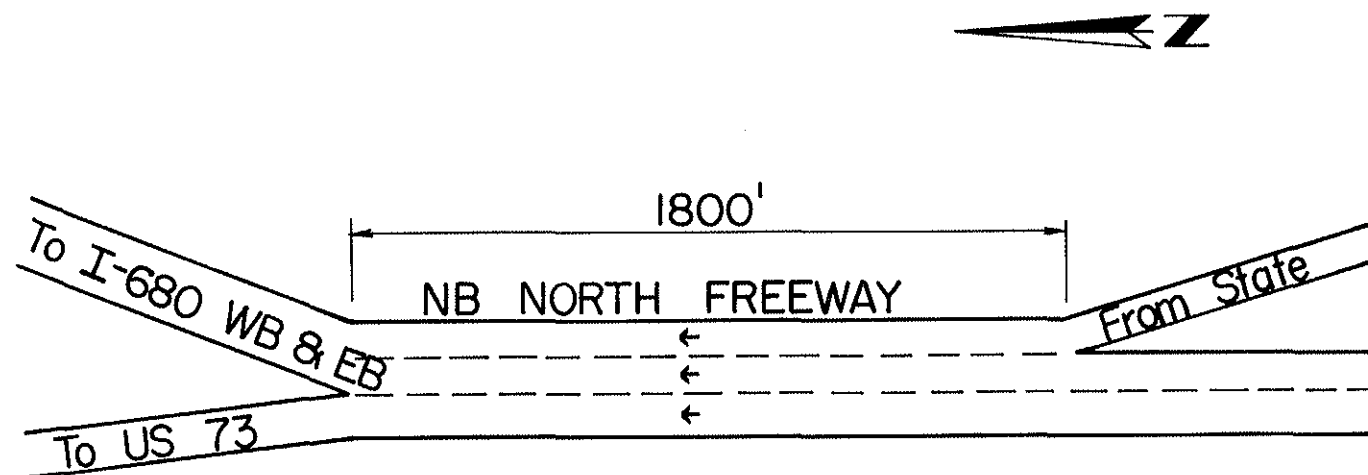 N
1800'
NB NORTH FREEWAY
To I-680 WB & EB
From State
To US 73